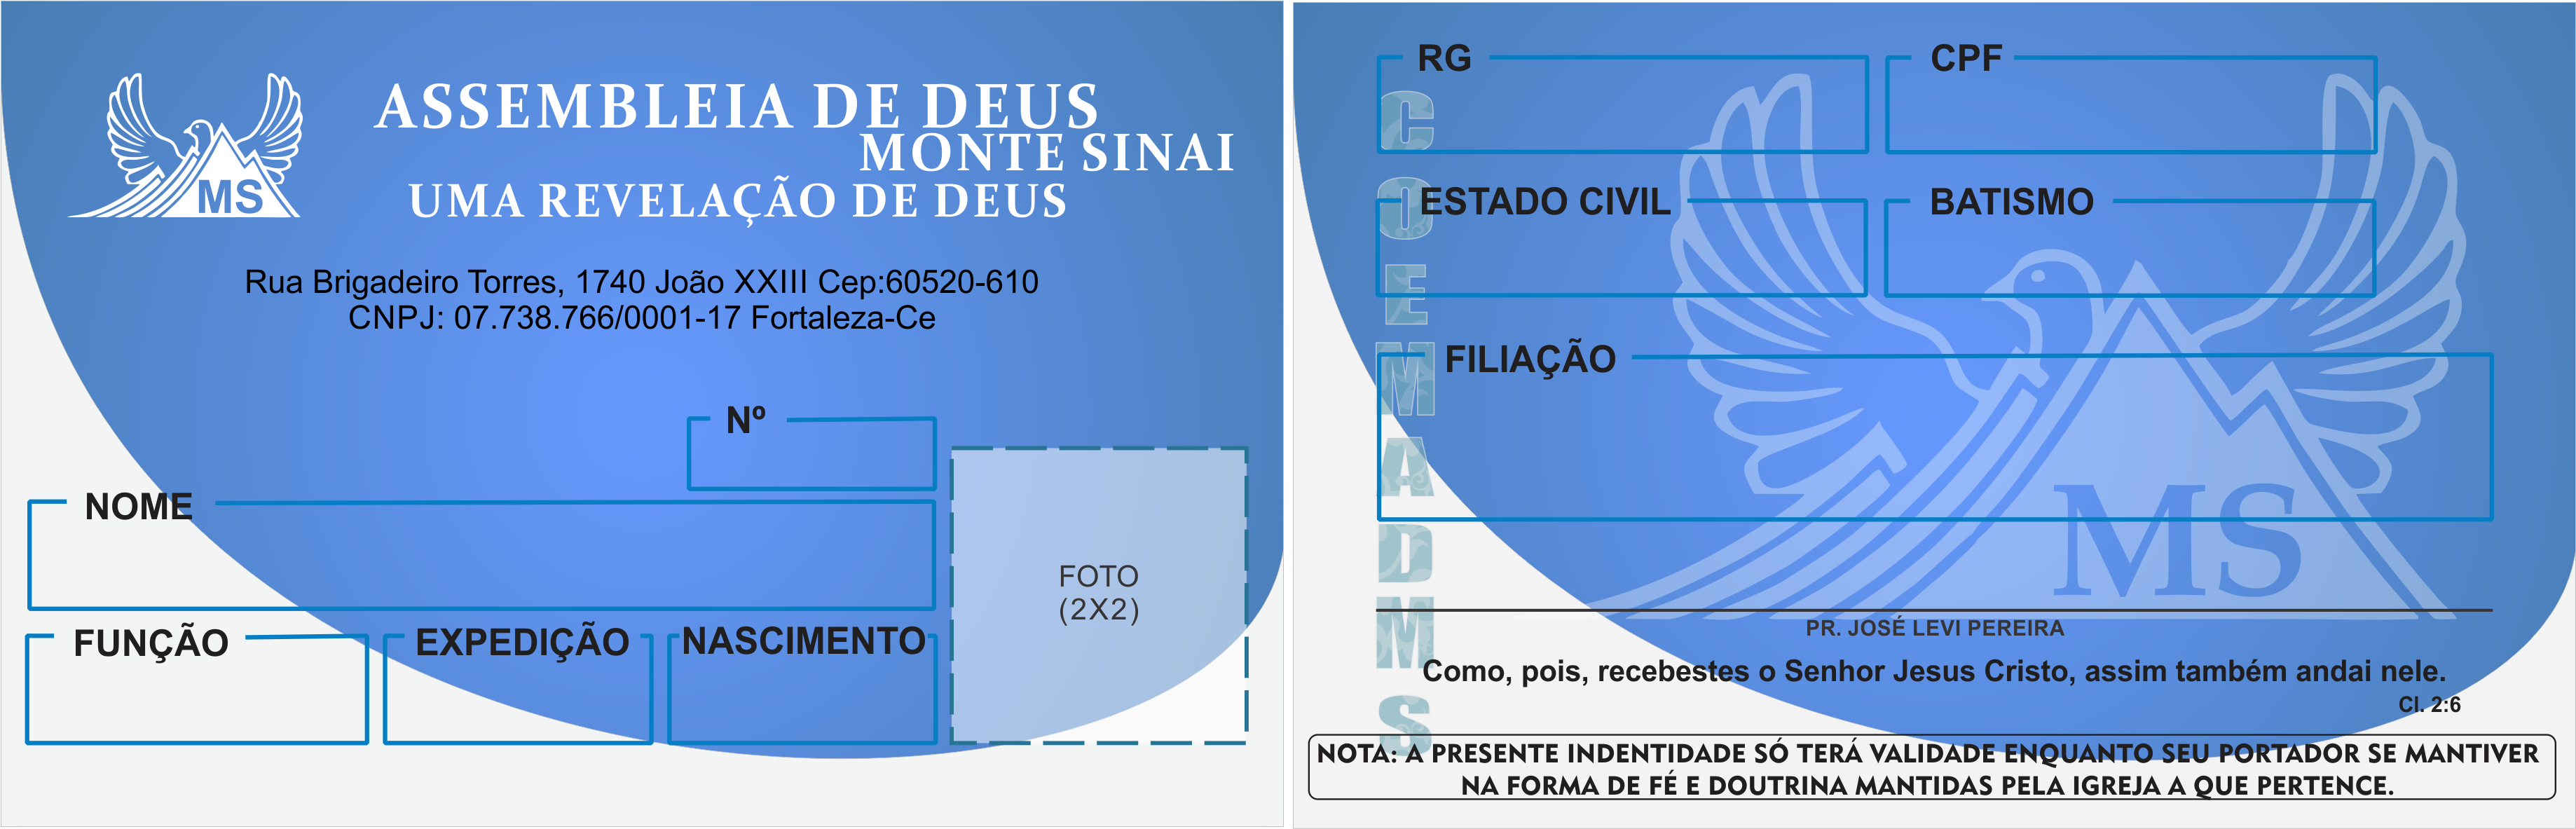 ASSEMBLEIA DE DEUS
MONTE SINAI
UMA REVELAÇÃO DE DEUS
MS
Rua Brigadeiro Torres, 1740 João XXIII Cep:60520-610
CNPJ: 07.738.766/0001-17 Fortaleza-Ce
Nº
NOME
FOTO
(2X2)
FUNÇÃO EXPEDIÇÃO NASCIMENTO
RG CPF
ESTADO CIVIL BATISMO
FILIAÇÃO
COEMADMS
MS
PR. JOSÉ LEVI PEREIRA
Como, pois, recebestes o Senhor Jesus Cristo, assim também andai nele.
Cl. 2:6
NOTA: A PRESENTE INDENTIDADE SÓ TERÁ VALIDADE ENQUANTO SEU PORTADOR SE MANTIVER
NA FORMA DE FÉ E DOUTRINA MANTIDAS PELA IGREJA A QUE PERTENCE.